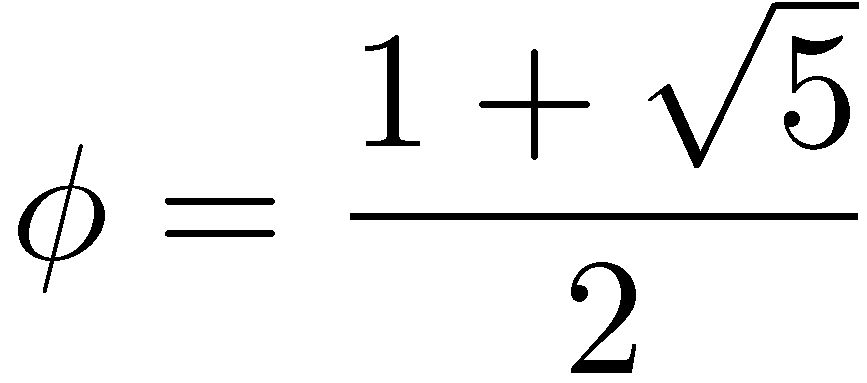 ϕ = (1 + √5) / 2